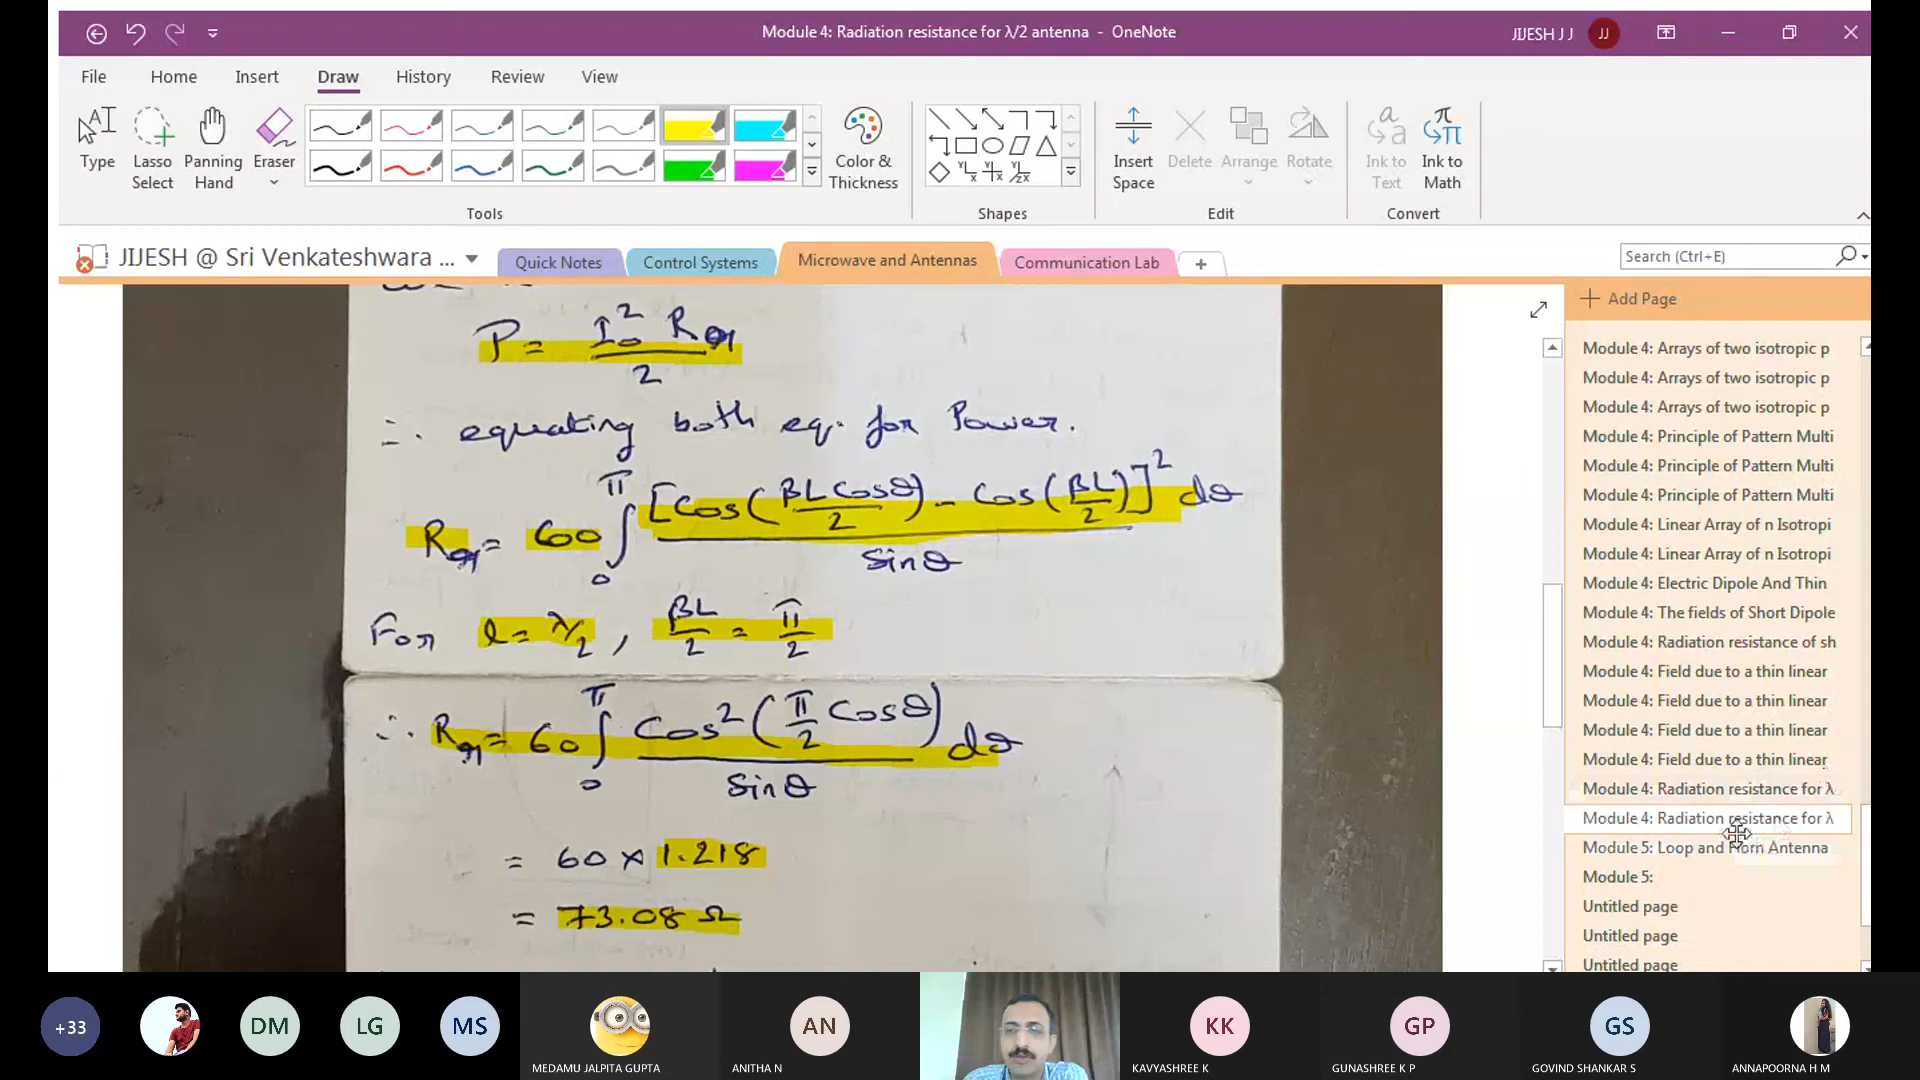 Module 4: Radiation resistance for λ/2 antenna - OneNote
JIJESH J J
JJ
File Home Insert Draw History Review View
Type
Lasso Select
Panning Hand
Eraser
Color & Thickness
Insert Space
Delete
Arrange
Rotate
Ink to Text
Ink to Math
Tools Shapes Edit Convert
JIJESH @ Sri Venkateshwara ...
Quick Notes
Control Systems
Microwave and Antennas
Communication Lab
Search (Ctrl+E)
P = I₀² Rr / 2
∴ equating both eq. for Power.
Rr = 60 ∫₀^π [Cos(βL Cosθ / 2) - Cos(βL/2)]² / Sinθ dθ
For l = λ/2, βL/2 = π/2
∴ Rr = 60 ∫₀^π Cos²(π/2 Cosθ) / Sinθ dθ
= 60 × 1.218
= 73.08 Ω
Add Page
Module 4: Arrays of two isotropic p
Module 4: Arrays of two isotropic p
Module 4: Arrays of two isotropic p
Module 4: Principle of Pattern Multi
Module 4: Principle of Pattern Multi
Module 4: Principle of Pattern Multi
Module 4: Linear Array of n Isotropi
Module 4: Linear Array of n Isotropi
Module 4: Electric Dipole And Thin
Module 4: The fields of Short Dipole
Module 4: Radiation resistance of sh
Module 4: Field due to a thin linear
Module 4: Field due to a thin linear
Module 4: Field due to a thin linear
Module 4: Field due to a thin linear
Module 4: Radiation resistance for λ
Module 4: Radiation resistance for λ
Module 5: Loop and Horn Antenna
Module 5:
Untitled page
Untitled page
Untitled page
+33
DM
LG
MS
MEDAMU JALPITA GUPTA
AN
ANITHA N
KK
KAVYASHREE K
GP
GUNASHREE K P
GS
GOVIND SHANKAR S
ANNAPOORNA H M